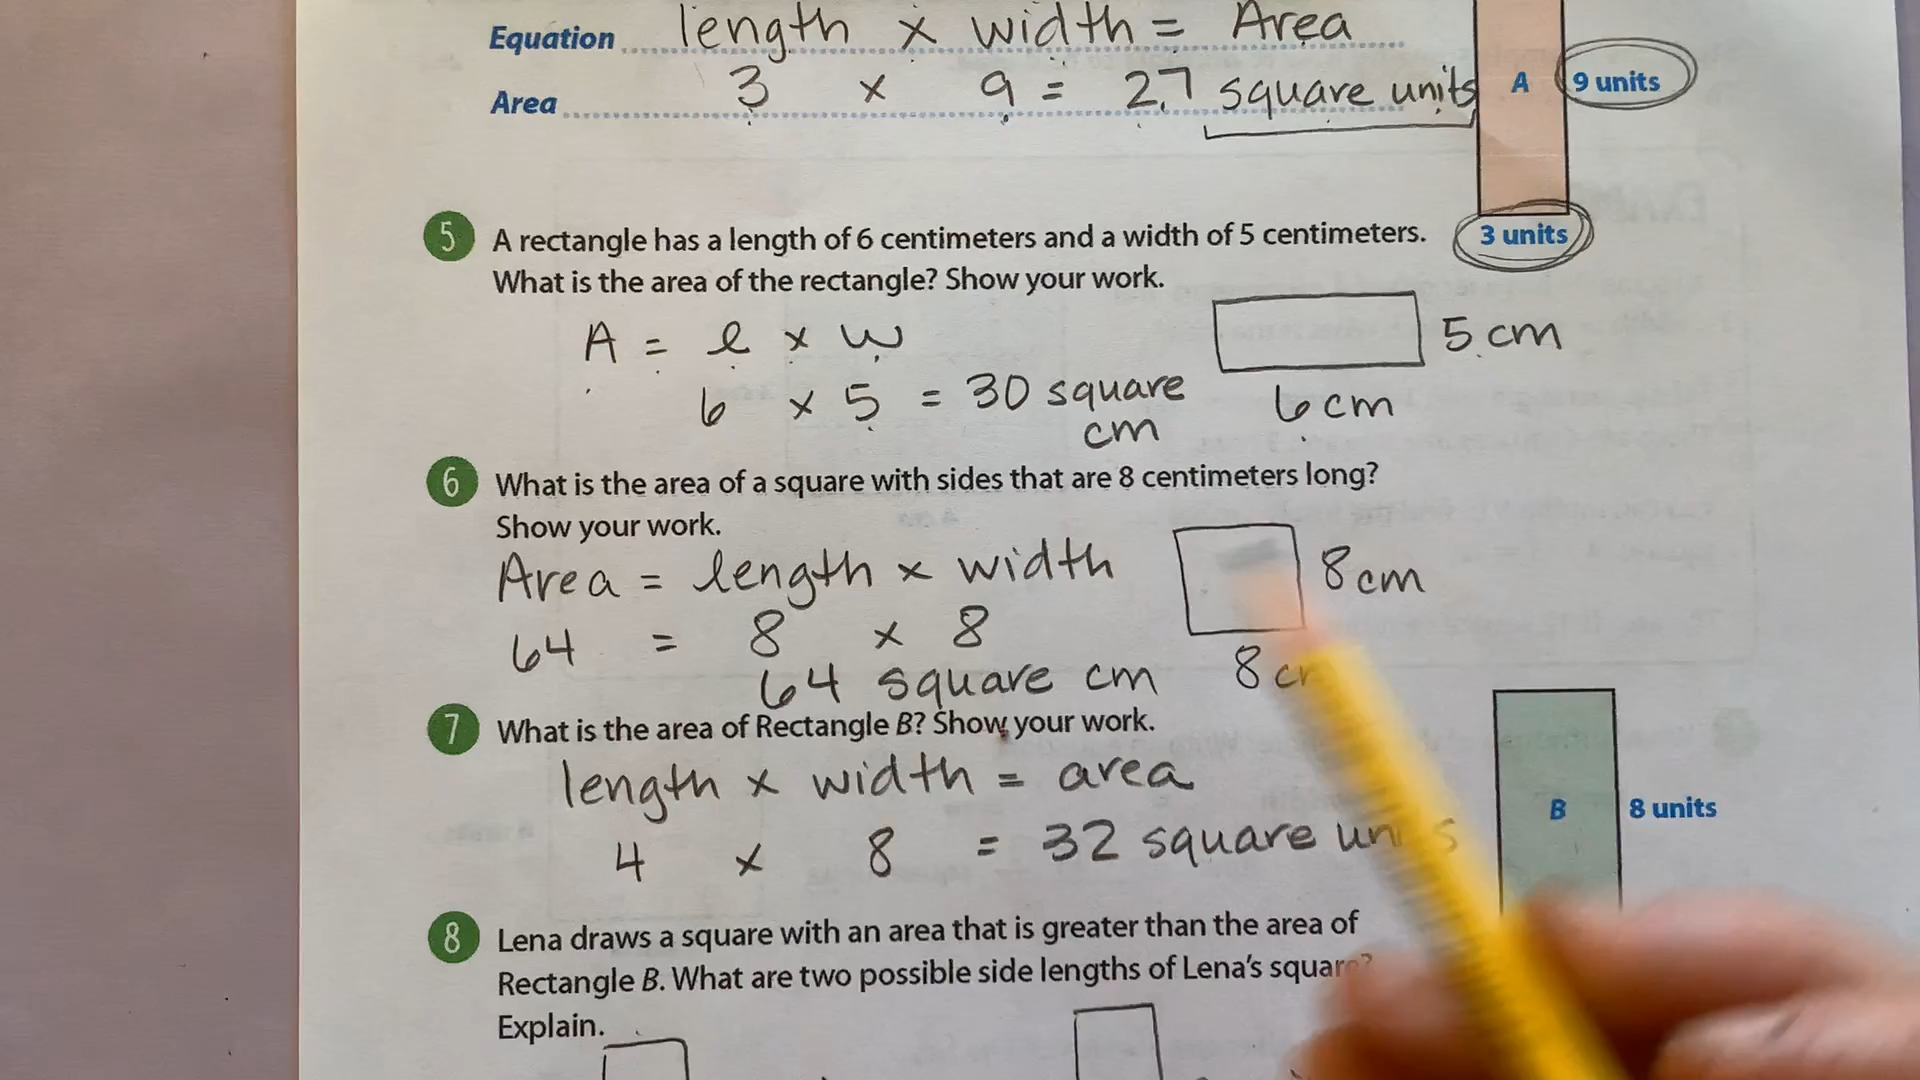 Equation length x width = Area
Area 3 x 9 = 27 square units
A 9 units
3 units
5 A rectangle has a length of 6 centimeters and a width of 5 centimeters.
What is the area of the rectangle? Show your work.
A = l x w
6 x 5 = 30 square
cm
5 cm
6 cm
6 What is the area of a square with sides that are 8 centimeters long?
Show your work.
Area = length x width
64 = 8 x 8
64 square cm
8 cm
8
7 What is the area of Rectangle B? Show your work.
length x width = area
4 x 8 = 32 square
B 8 units
8 Lena draws a square with an area that is greater than the area of
Rectangle B. What are two possible side lengths of Lena's square?
Explain.